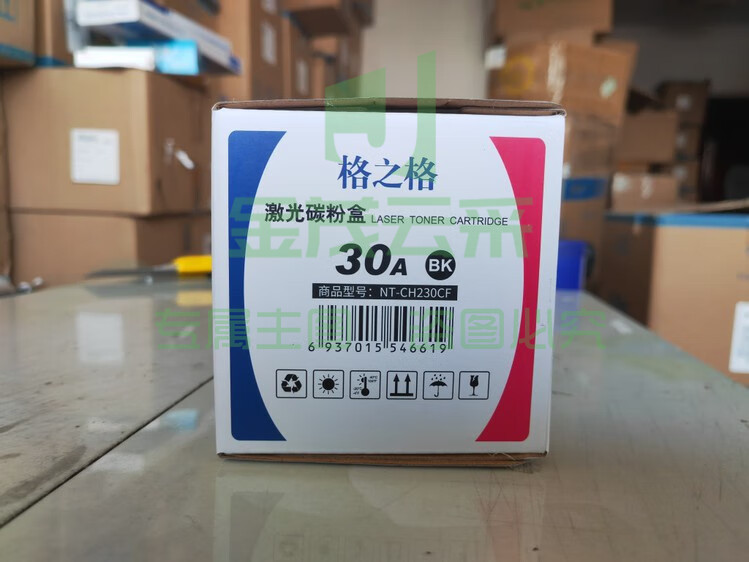 格之格
金茂云采
激光碳粉盒 LASER TONER CARTRIDGE
30A BK
商品型号: NT-CH230CF
专属主图
图必究
6 937015 546619